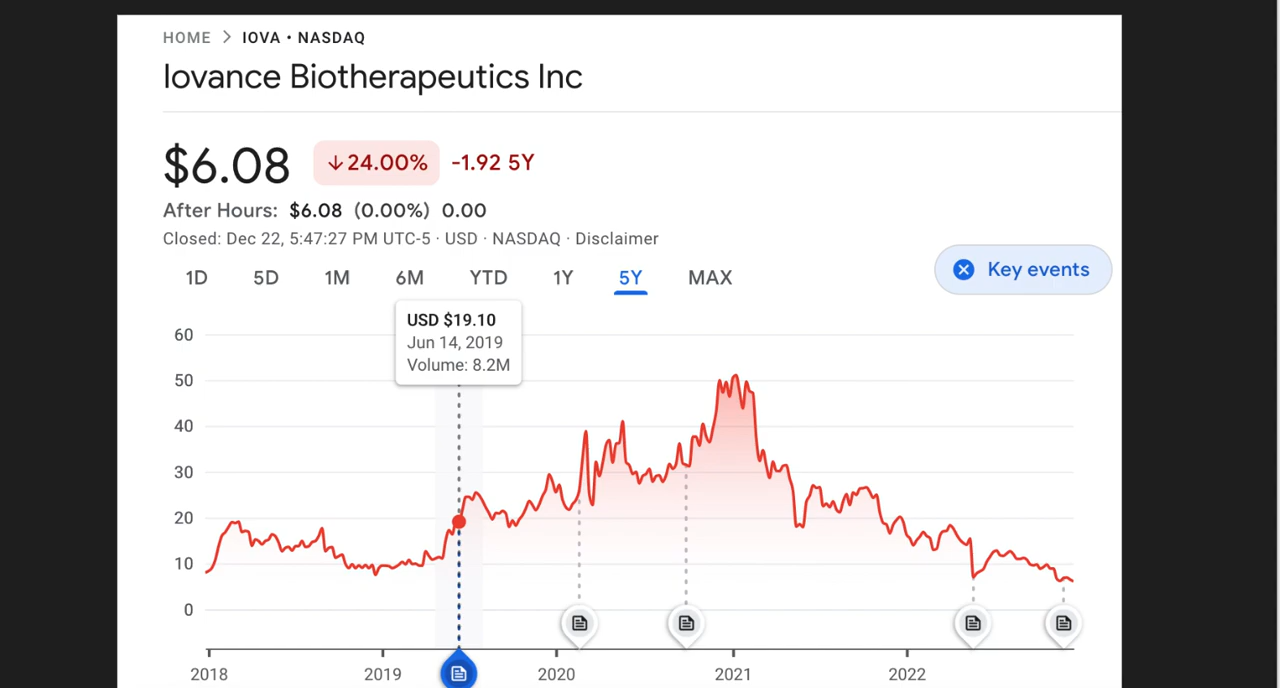 HOME > IOVA • NASDAQ
Iovance Biotherapeutics Inc
$6.08 ↓24.00% -1.92 5Y
After Hours: $6.08 (0.00%) 0.00
Closed: Dec 22, 5:47:27 PM UTC-5 · USD · NASDAQ · Disclaimer
Key events
1D 5D 1M 6M YTD 1Y 5Y MAX
USD $19.10
Jun 14, 2019
Volume: 8.2M
60
50
40
30
20
10
0
2018 2019 2020 2021 2022